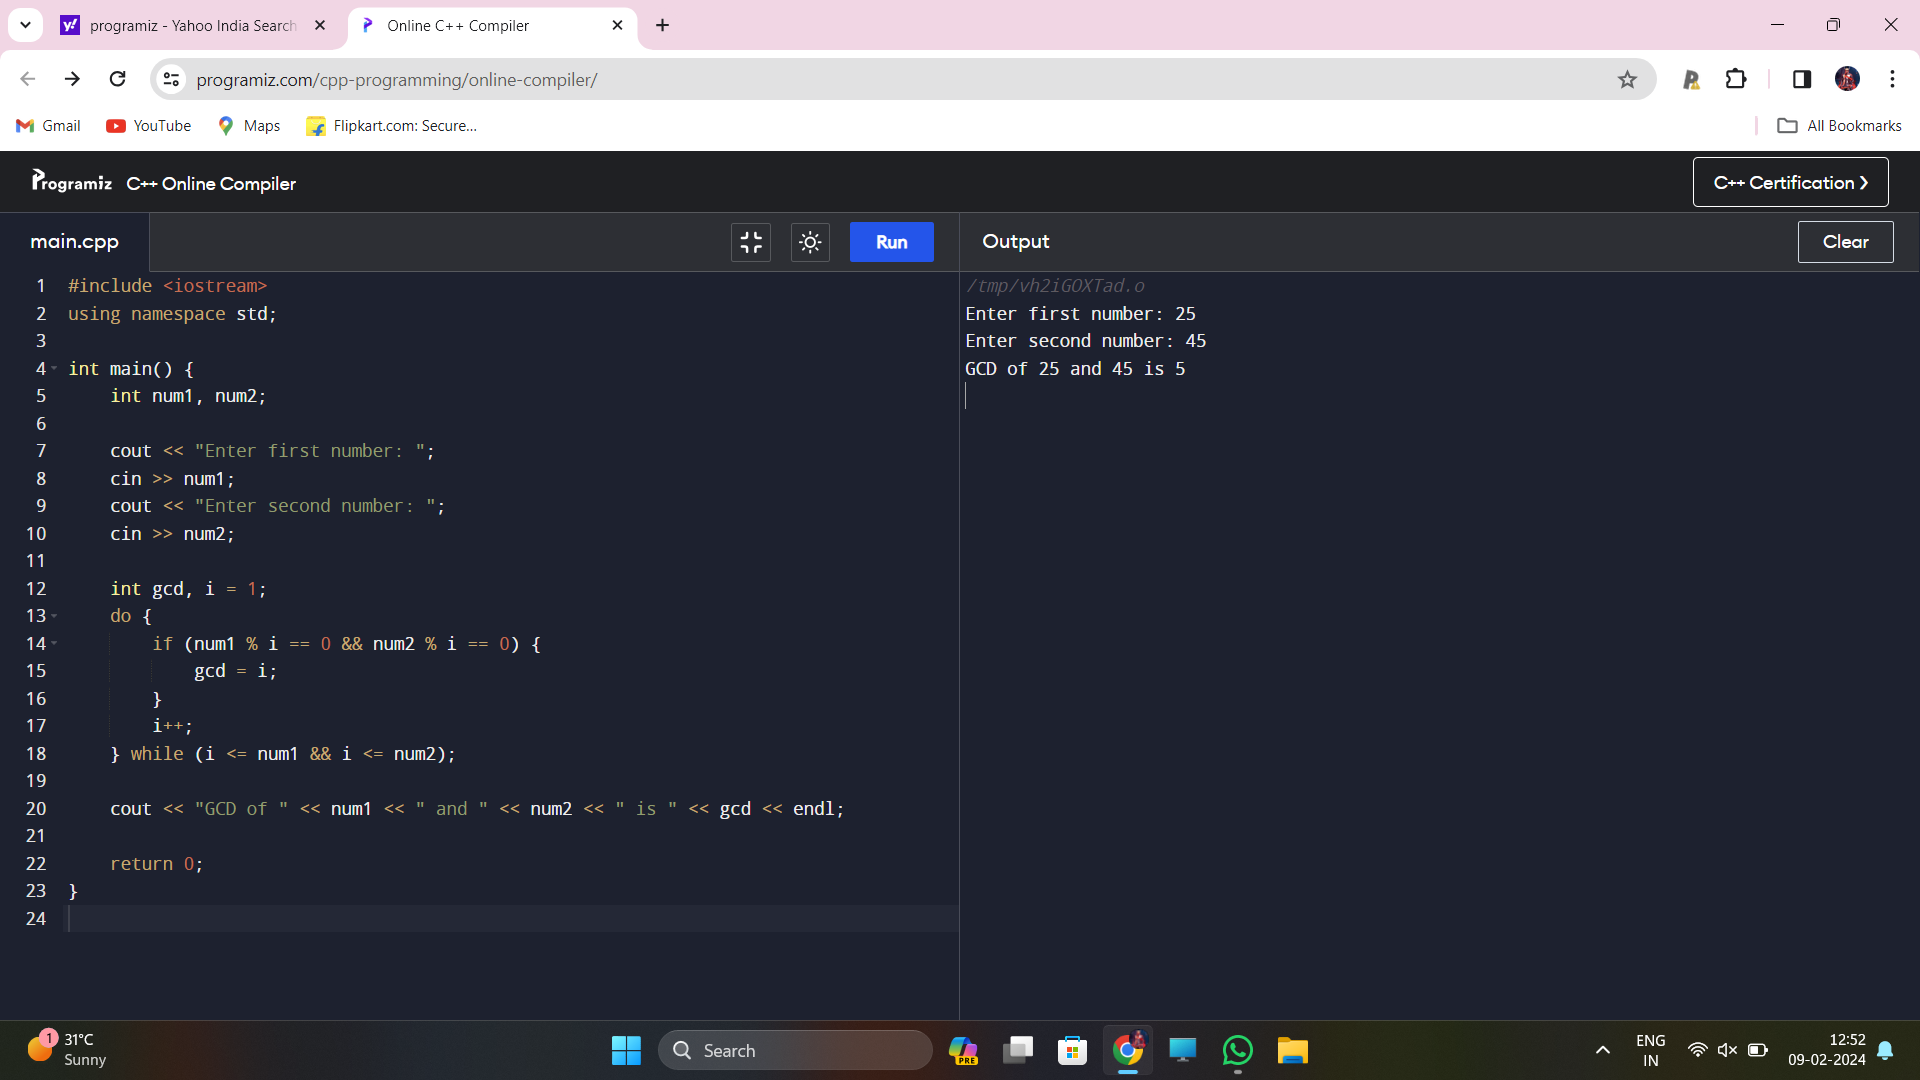 programiz - Yahoo India Search
Online C++ Compiler
programiz.com/cpp-programming/online-compiler/
Gmail
YouTube
Maps
Flipkart.com: Secure...
All Bookmarks
Programiz
C++ Online Compiler
C++ Certification
main.cpp
Run
Output
Clear
1 #include <iostream>
2 using namespace std;
3
4 int main() {
5     int num1, num2;
6
7     cout << "Enter first number: ";
8     cin >> num1;
9     cout << "Enter second number: ";
10     cin >> num2;
11
12     int gcd, i = 1;
13     do {
14         if (num1 % i == 0 && num2 % i == 0) {
15             gcd = i;
16         }
17         i++;
18     } while (i <= num1 && i <= num2);
19
20     cout << "GCD of " << num1 << " and " << num2 << " is " << gcd << endl;
21
22     return 0;
23 }
24
/tmp/vh2iGOXTad.o
Enter first number: 25
Enter second number: 45
GCD of 25 and 45 is 5
1
31°C
Sunny
Search
PRE
ENG
IN
12:52
09-02-2024